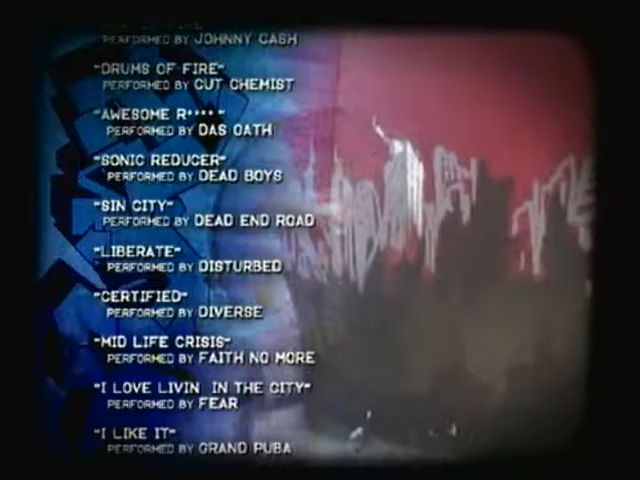 PERFORMED BY JOHNNY CASH
"DRUMS OF FIRE"
PERFORMED BY CUT CHEMIST
"AWESOME R****"
PERFORMED BY DAS OATH
"SONIC REDUCER"
PERFORMED BY DEAD BOYS
"SIN CITY"
PERFORMED BY DEAD END ROAD
"LIBERATE"
PERFORMED BY DISTURBED
"CERTIFIED"
PERFORMED BY DIVERSE
"MID LIFE CRISIS"
PERFORMED BY FAITH NO MORE
"I LOVE LIVIN IN THE CITY"
PERFORMED BY FEAR
"I LIKE IT"
PERFORMED BY GRAND PUBA